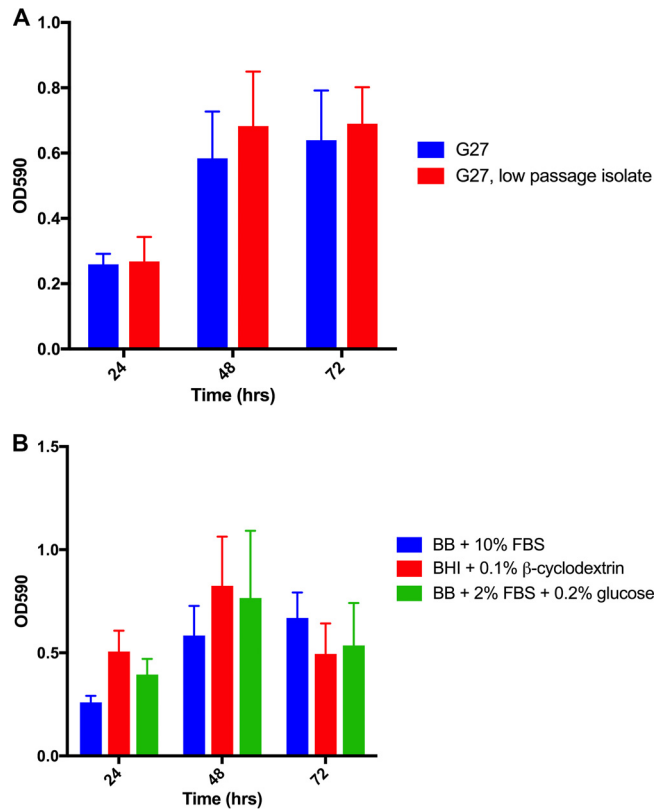 A
1.0
0.8
0.6
0.4
0.2
0.0
OD590
24
48
72
Time (hrs)
G27
G27, low passage isolate
B
1.5
1.0
0.5
0.0
OD590
24
48
72
Time (hrs)
BB + 10% FBS
BHI + 0.1% β-cyclodextrin
BB + 2% FBS + 0.2% glucose